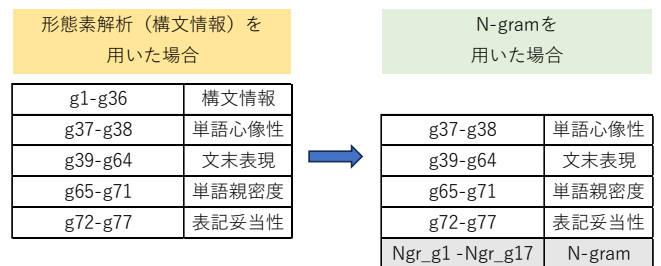 形態素解析（構文情報）を
用いた場合
g1-g36 構文情報
g37-g38 単語心像性
g39-g64 文末表現
g65-g71 単語親密度
g72-g77 表記妥当性
N-gramを
用いた場合
g37-g38 単語心像性
g39-g64 文末表現
g65-g71 単語親密度
g72-g77 表記妥当性
Ngr_g1 -Ngr_g17 N-gram